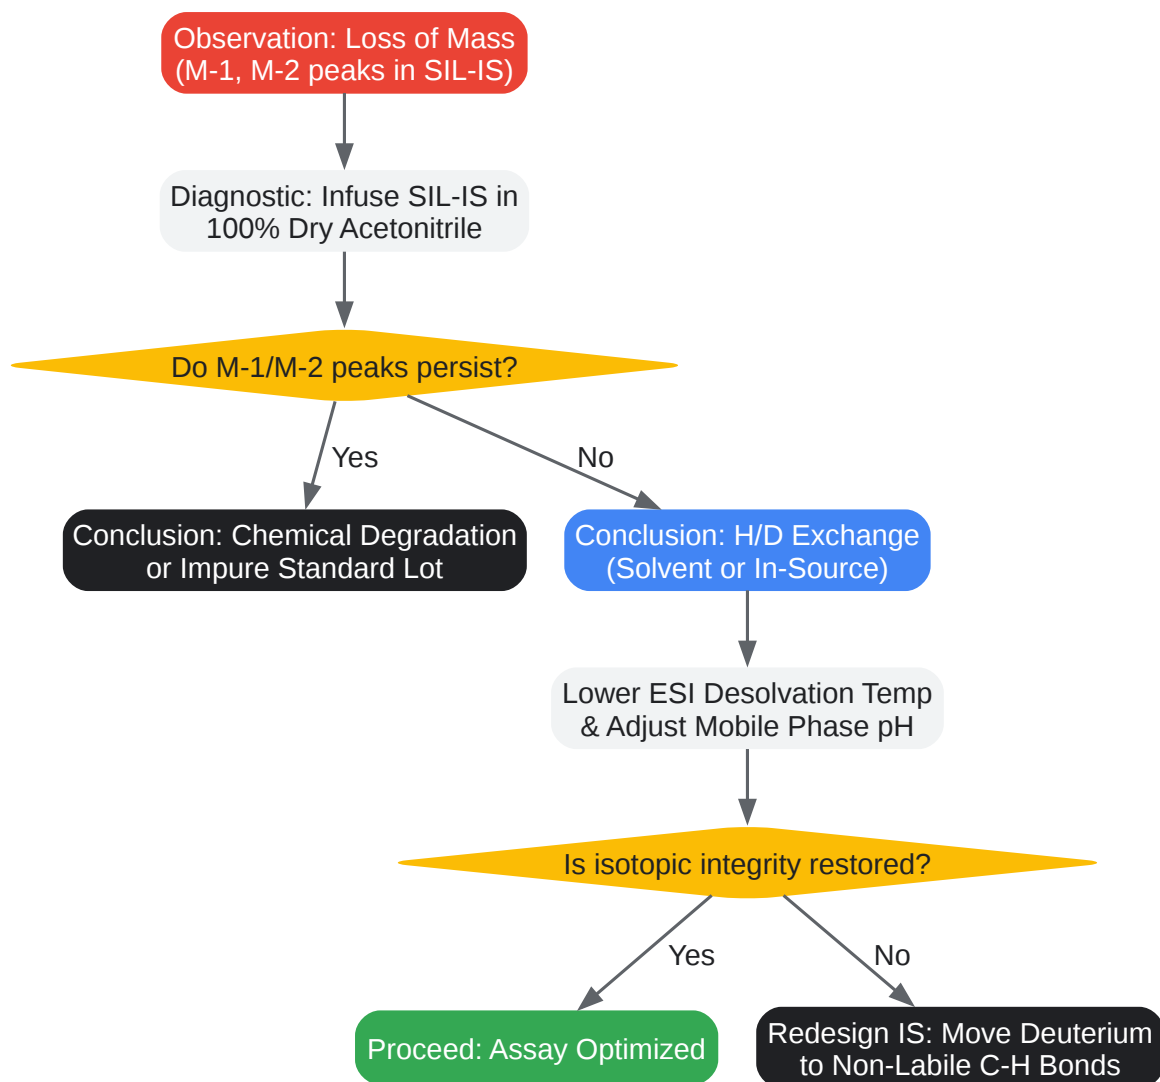 Observation: Loss of Mass
(M-1, M-2 peaks in SIL-IS)
Diagnostic: Infuse SIL-IS in
100% Dry Acetonitrile
Do M-1/M-2 peaks persist?
Yes
No
Conclusion: Chemical Degradation
or Impure Standard Lot
Conclusion: H/D Exchange
(Solvent or In-Source)
Lower ESI Desolvation Temp
& Adjust Mobile Phase pH
Is isotopic integrity restored?
Yes
No
Proceed: Assay Optimized
Redesign IS: Move Deuterium
to Non-Labile C-H Bonds